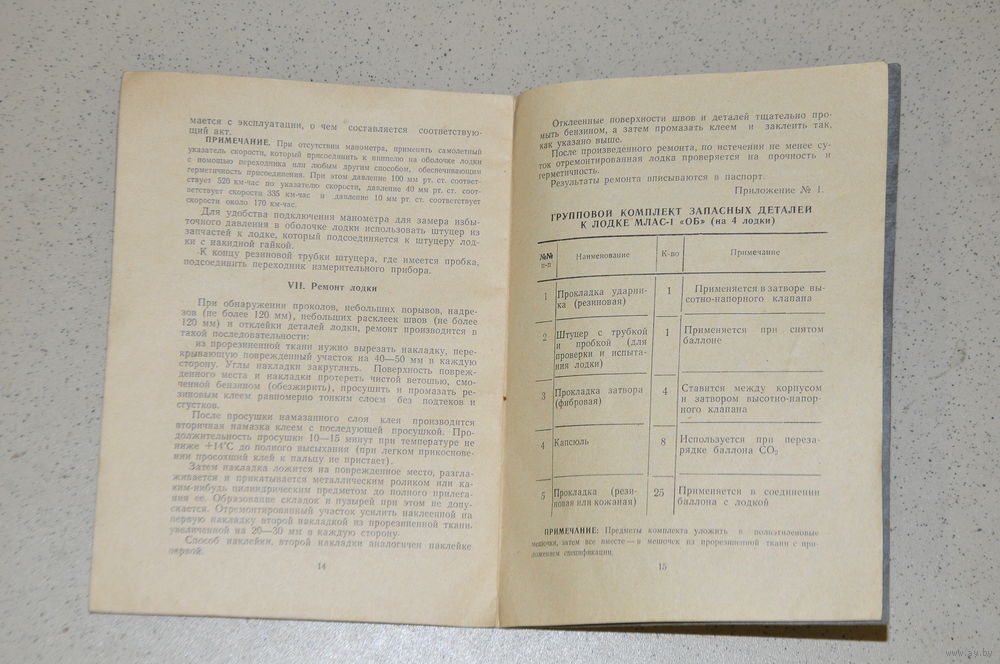 мается с эксплуатации, о чем составляется соответствую-
щий акт.
ПРИМЕЧАНИЕ. При отсутствии манометра, применять самолетный
указатель скорости, который присоединить к ниппелю на оболочке лодки
с помощью переходника или любым другим способом, обеспечивающим
герметичность присоединения. При этом давление 100 мм рт. ст. соответ-
ствует 520 км-час по указателю скорости, давление 40 мм рт. ст. соот-
ветствует скорости 335 км-час и давление 10 мм рт. ст. соответствует
скорости около 170 км-час.
Для удобства подключения манометра для замера избы-
точного давления в оболочке лодки использовать штуцер из
запчастей к лодке, который подсоединяется к штуцеру лод-
ки с накидной гайкой.
К концу резиновой трубки штуцера, где имеется пробка,
подсоединить переходник измерительного прибора.
VII. Ремонт лодки
При обнаружении проколов, небольших порывов, надре-
зов (не более 120 мм), небольших расклеек швов (не более
120 мм) и отклейки деталей лодки, ремонт производится в
такой последовательности:
из прорезиненной ткани нужно вырезать накладку, пере-
крывающую поврежденный участок на 40—50 мм в каждую
сторону. Углы накладки закруглить. Поверхность повреж-
денного места и накладки протереть чистой ветошью, смо-
ченной бензином (обезжирить), просушить и промазать ре-
зиновым клеем равномерно тонким слоем без подтеков и
сгустков.
После просушки намазанного слоя клея производится
вторичная намазка клеем с последующей просушкой. Про-
должительность просушки 10—15 минут при температуре не
ниже +14°С до полного высыхания (при легком прикоснове-
нии просохший клей к пальцу не пристает).
Затем накладка ложится на поврежденное место, разгла-
живается и прикатывается металлическим роликом или ка-
ким-нибудь цилиндрическим предметом до полного прилега-
ния ее. Образование складок и пузырей при этом не допу-
скается. Отремонтированный участок усилить наклеенной на
первую накладку второй накладкой из прорезиненной ткани,
увеличенной на 20—30 мм в каждую сторону.
Способ наклейки второй накладки аналогичен наклейке
первой.
14
Отклеенные поверхности швов и деталей тщательно про-
мыть бензином, а затем промазать клеем и заклеить так,
как указано выше.
После произведенного ремонта, по истечении не менее су-
ток отремонтированная лодка проверяется на прочность и
герметичность.
Результаты ремонта вписываются в паспорт.
Приложение № 1.
ГРУППОВОЙ КОМПЛЕКТ ЗАПАСНЫХ ДЕТАЛЕЙ
К ЛОДКЕ МЛАС-1 «ОБ» (на 4 лодки)
№№ Наименование К-во Примечание
п-п
1 Прокладка ударни- 1 Применяется в затворе вы-
ка (резиновая) сотно-напорного клапана
2 Штуцер с трубкой 1 Применяется при снятом
и пробкой (для баллоне
проверки и испыта-
ния лодки)
3 Прокладка затвора 4 Ставится между корпусом
(фибровая) и затвором высотно-напор-
ного клапана
4 Капсюль 8 Используется при переза-
рядке баллона CO₂
5 Прокладка (рези- 25 Применяется в соединении
новая или кожаная) баллона с лодкой
ПРИМЕЧАНИЕ: Предметы комплекта уложить в полиэтиленовые
мешочки, затем все вместе — в мешочек из прорезиненной ткани с при-
ложением спецификации.
15
www.ay.by